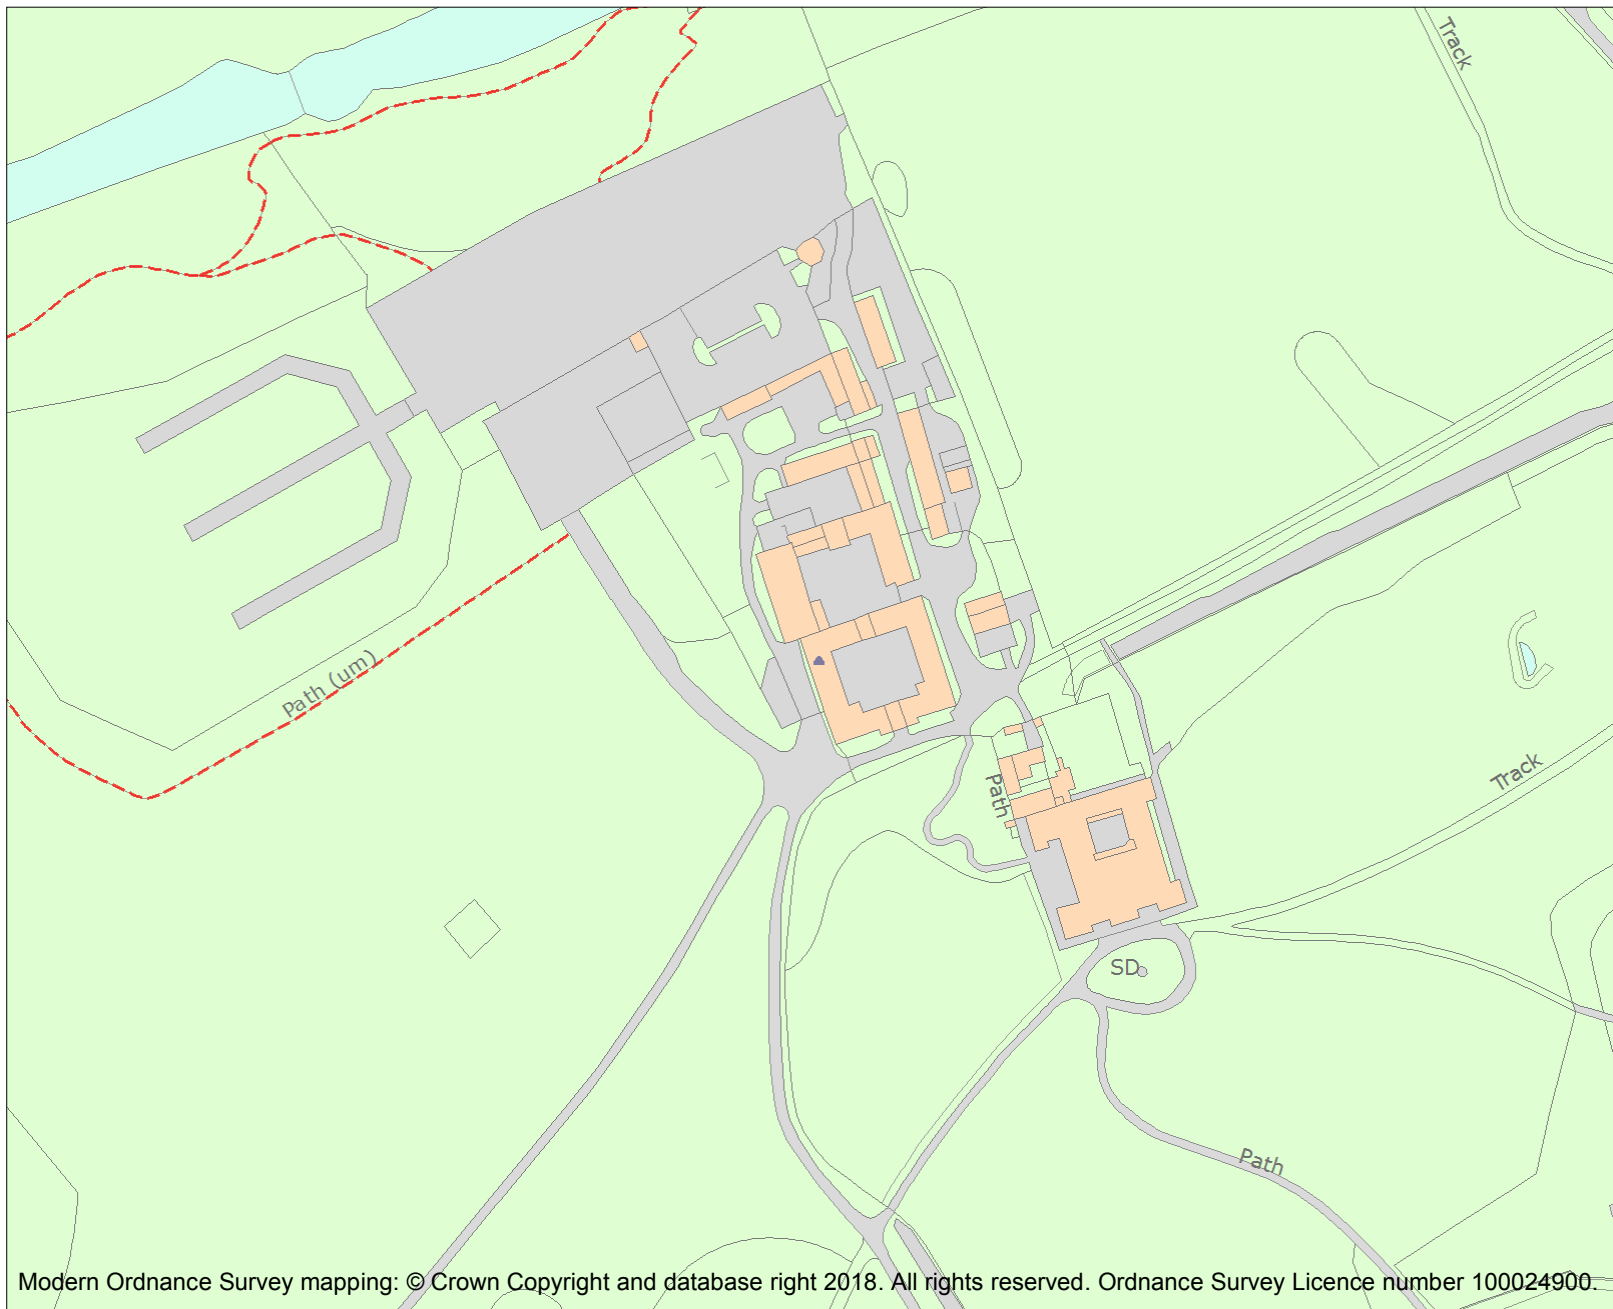 Track
Path (um)
Path
Track
SD
Path
Modern Ordnance Survey mapping: © Crown Copyright and database right 2018. All rights reserved. Ordnance Survey Licence number 100024900.